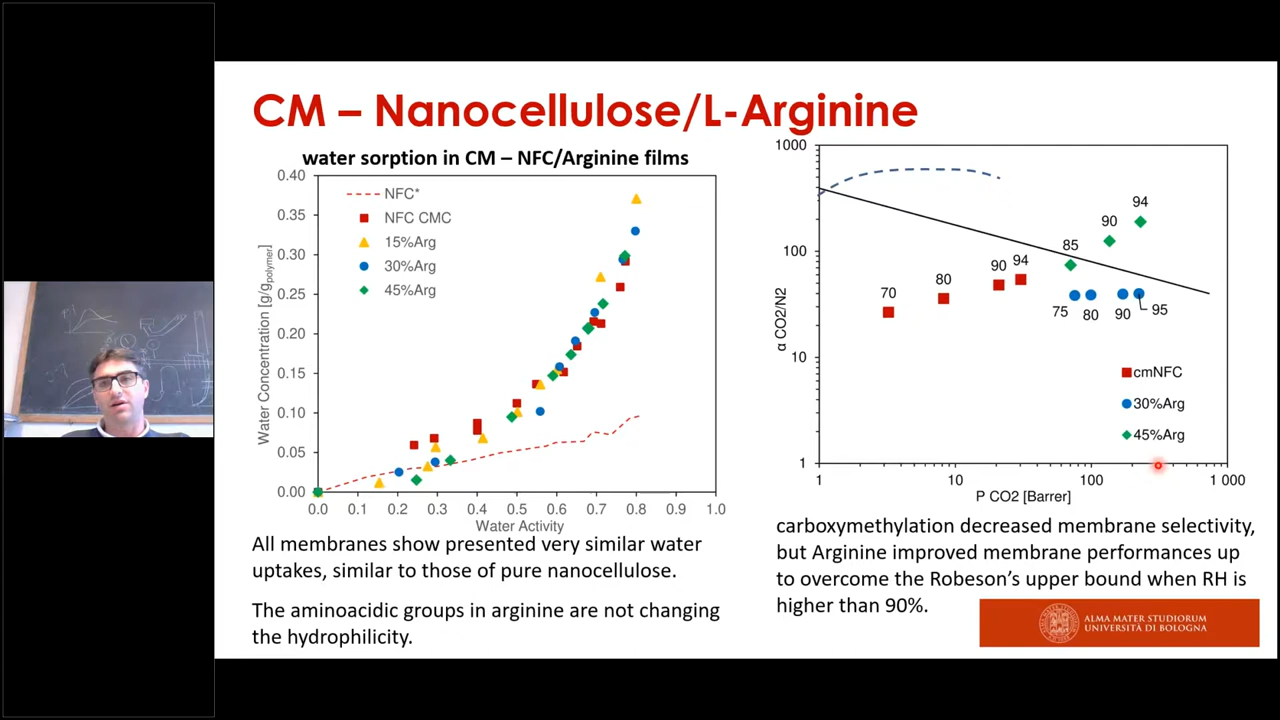 CM – Nanocellulose/L-Arginine
water sorption in CM – NFC/Arginine films
0.40
0.35
0.30
0.25
0.20
0.15
0.10
0.05
0.00
Water Concentration [g/gpolymer]
NFC*
NFC CMC
15%Arg
30%Arg
45%Arg
0.0 0.1 0.2 0.3 0.4 0.5 0.6 0.7 0.8 0.9 1.0
Water Activity
All membranes show presented very similar water
uptakes, similar to those of pure nanocellulose.
The aminoacidic groups in arginine are not changing
the hydrophilicity.
1000
100
10
1
α CO2/N2
94
90
85
90 94
80
70
75 80 90 95
cmNFC
30%Arg
45%Arg
1 10 100 1 000
P CO2 [Barrer]
carboxymethylation decreased membrane selectivity,
but Arginine improved membrane performances up
to overcome the Robeson's upper bound when RH is
higher than 90%.
ALMA MATER STUDIORUM
UNIVERSITÀ DI BOLOGNA